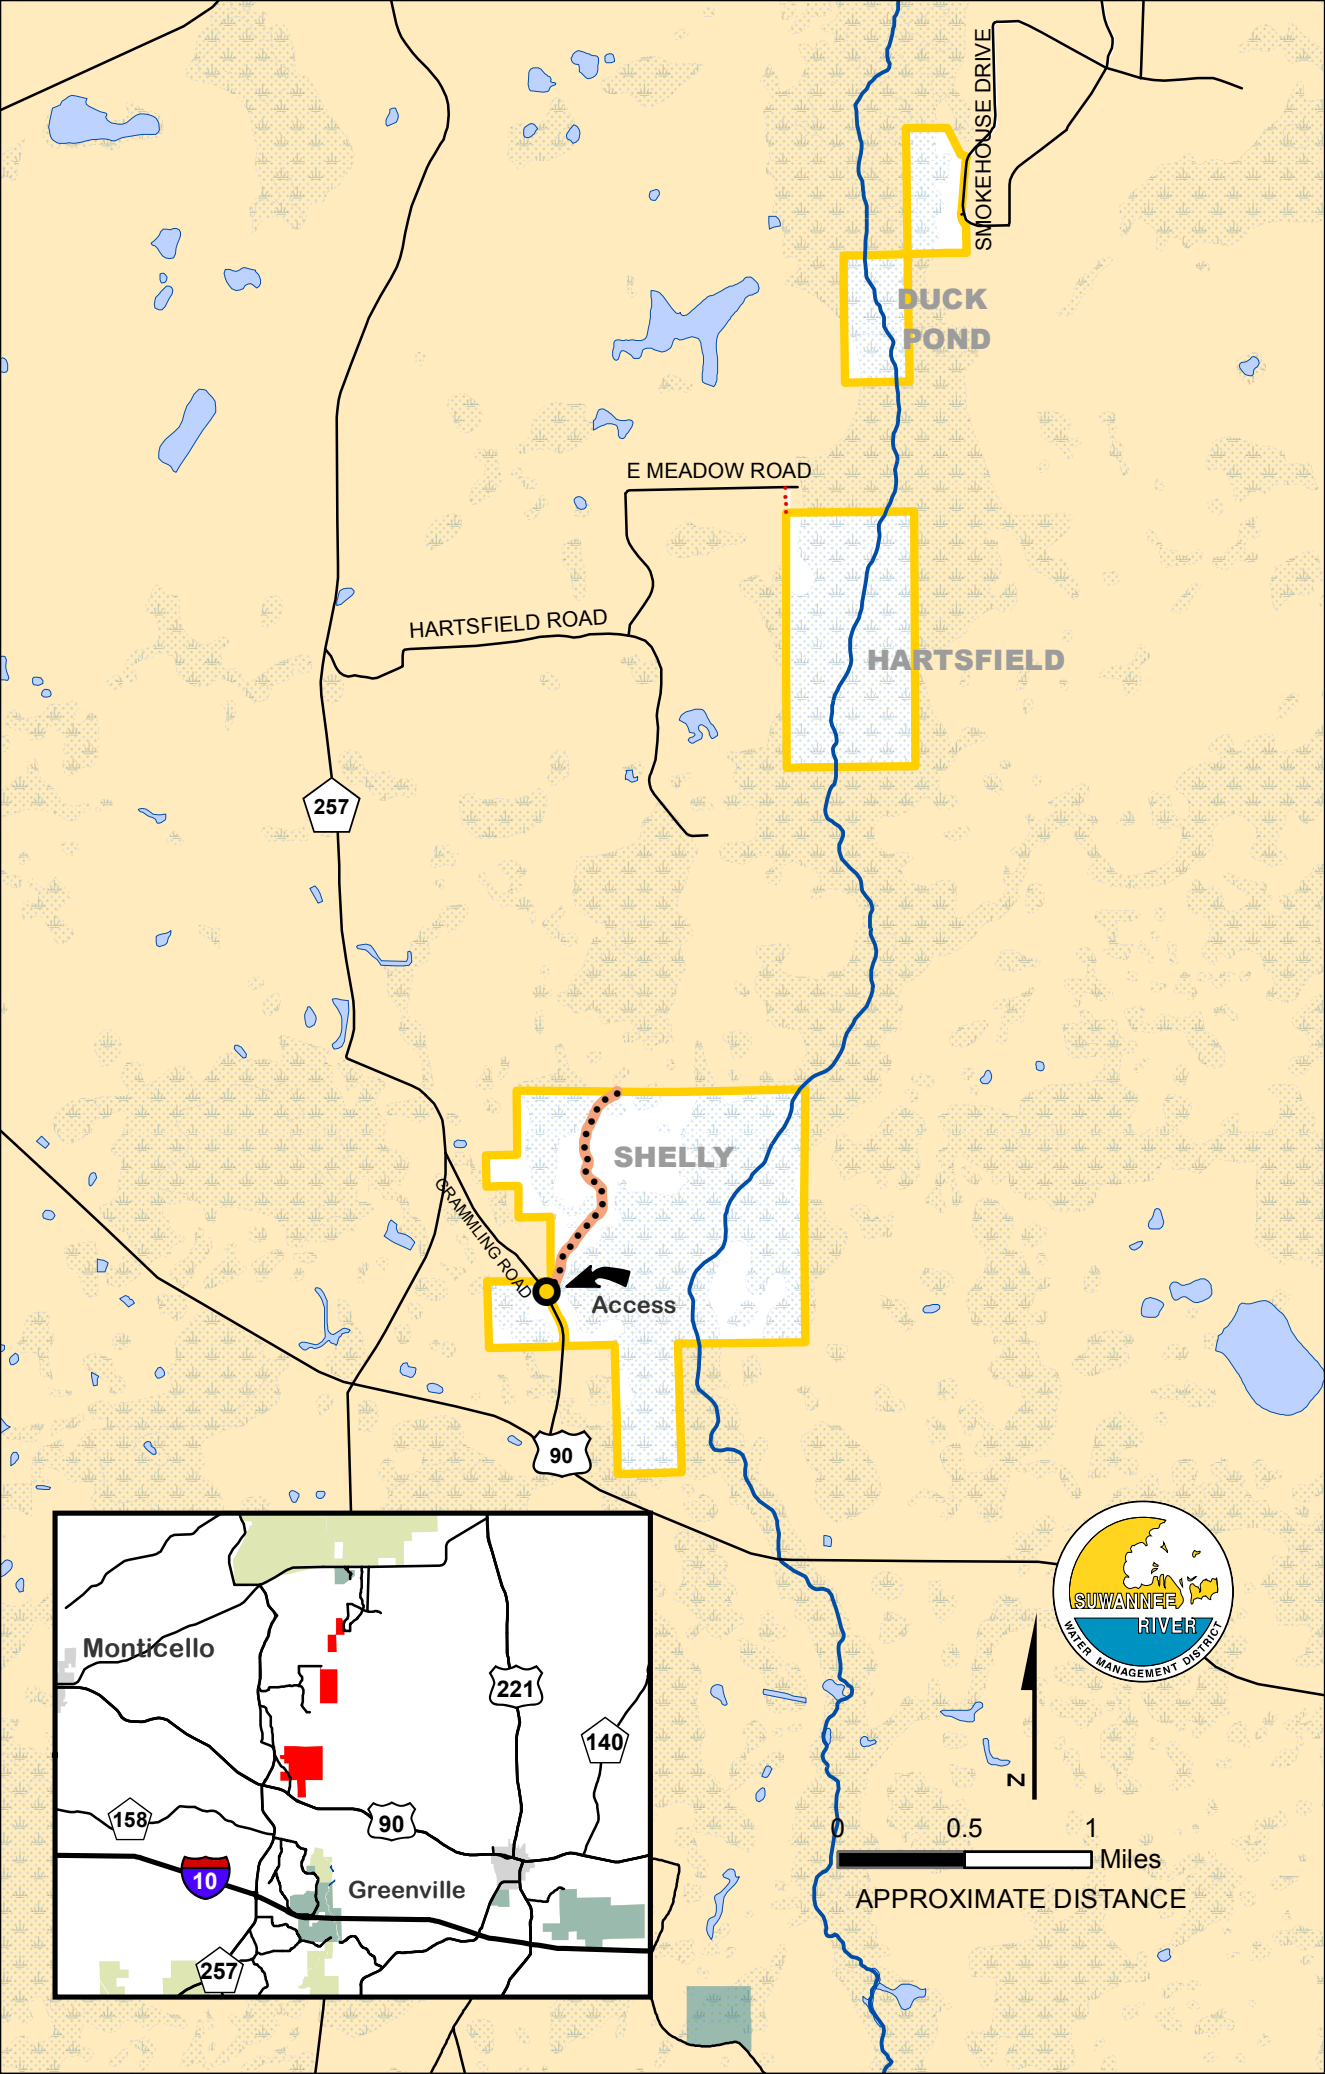 SMOKEHOUSE DRIVE
DUCK
POND
E MEADOW ROAD
HARTSFIELD ROAD
HARTSFIELD
257
SHELLY
GRAMMLING ROAD
Access
90
Monticello
221
140
158
90
10
Greenville
257
SUWANNEE
RIVER
WATER MANAGEMENT DISTRICT
N
0 0.5 1
Miles
APPROXIMATE DISTANCE